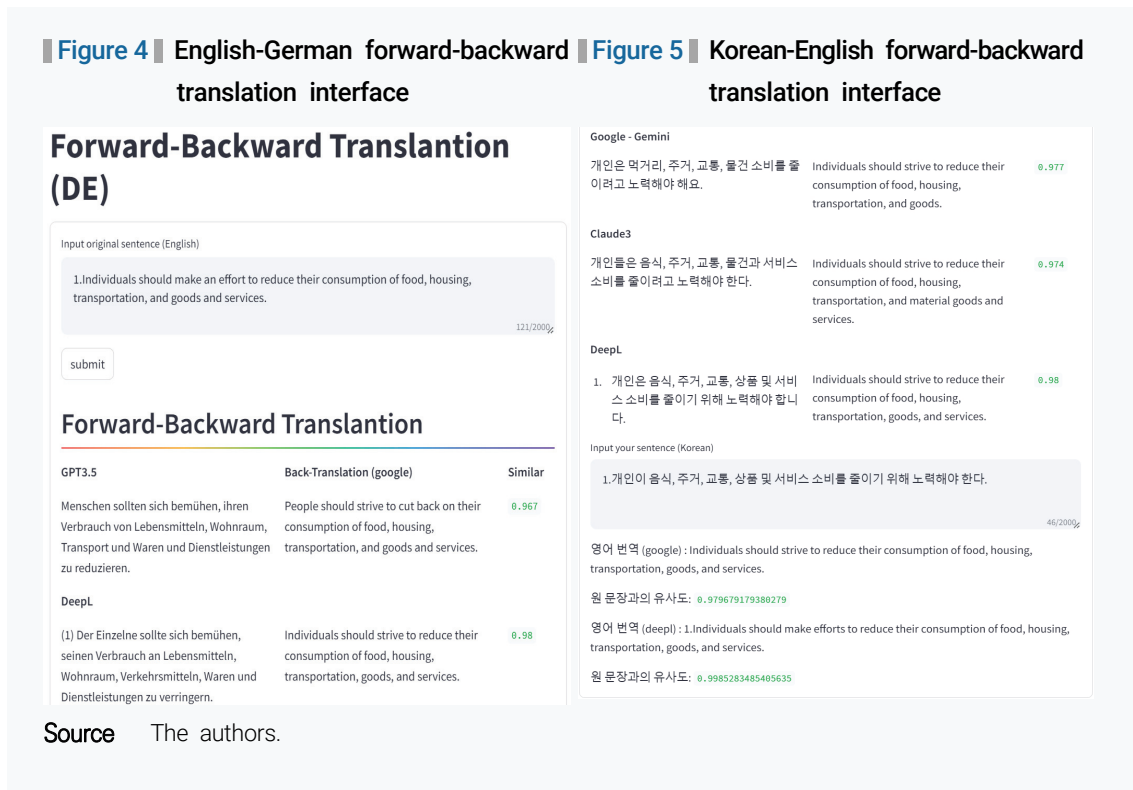 Figure 4 English-German forward-backward
translation interface
Forward-Backward Translantion
(DE)
Input original sentence (English)
1.Individuals should make an effort to reduce their consumption of food, housing,
transportation, and goods and services.
121/2000
submit
Forward-Backward Translantion
GPT3.5 Back-Translation (google) Similar
Menschen sollten sich bemühen, ihren People should strive to cut back on their 0.967
Verbrauch von Lebensmitteln, Wohnraum, consumption of food, housing,
Transport und Waren und Dienstleistungen transportation, and goods and services.
zu reduzieren.
DeepL
(1) Der Einzelne sollte sich bemühen, Individuals should strive to reduce their 0.98
seinen Verbrauch an Lebensmitteln, consumption of food, housing,
Wohnraum, Verkehrsmitteln, Waren und transportation, goods, and services.
Dienstleistungen zu verringern.
Figure 5 Korean-English forward-backward
translation interface
Google - Gemini
개인은 먹거리, 주거, 교통, 물건 소비를 줄 Individuals should strive to reduce their 0.977
이려고 노력해야 해요. consumption of food, housing,
transportation, and goods.
Claude3
개인들은 음식, 주거, 교통, 물건과 서비스 Individuals should strive to reduce their 0.974
소비를 줄이려고 노력해야 한다. consumption of food, housing,
transportation, and material goods and
services.
DeepL
1. 개인은 음식, 주거, 교통, 상품 및 서비 Individuals should strive to reduce their 0.98
스 소비를 줄이기 위해 노력해야 합니 consumption of food, housing,
다. transportation, goods, and services.
Input your sentence (Korean)
1.개인이 음식, 주거, 교통, 상품 및 서비스 소비를 줄이기 위해 노력해야 한다.
46/2000
영어 번역 (google) : Individuals should strive to reduce their consumption of food, housing,
transportation, goods, and services.
원 문장과의 유사도: 0.979679179380279
영어 번역 (deepl) : 1.Individuals should make efforts to reduce their consumption of food, housing,
transportation, goods, and services.
원 문장과의 유사도: 0.9985283485405635
Source The authors.